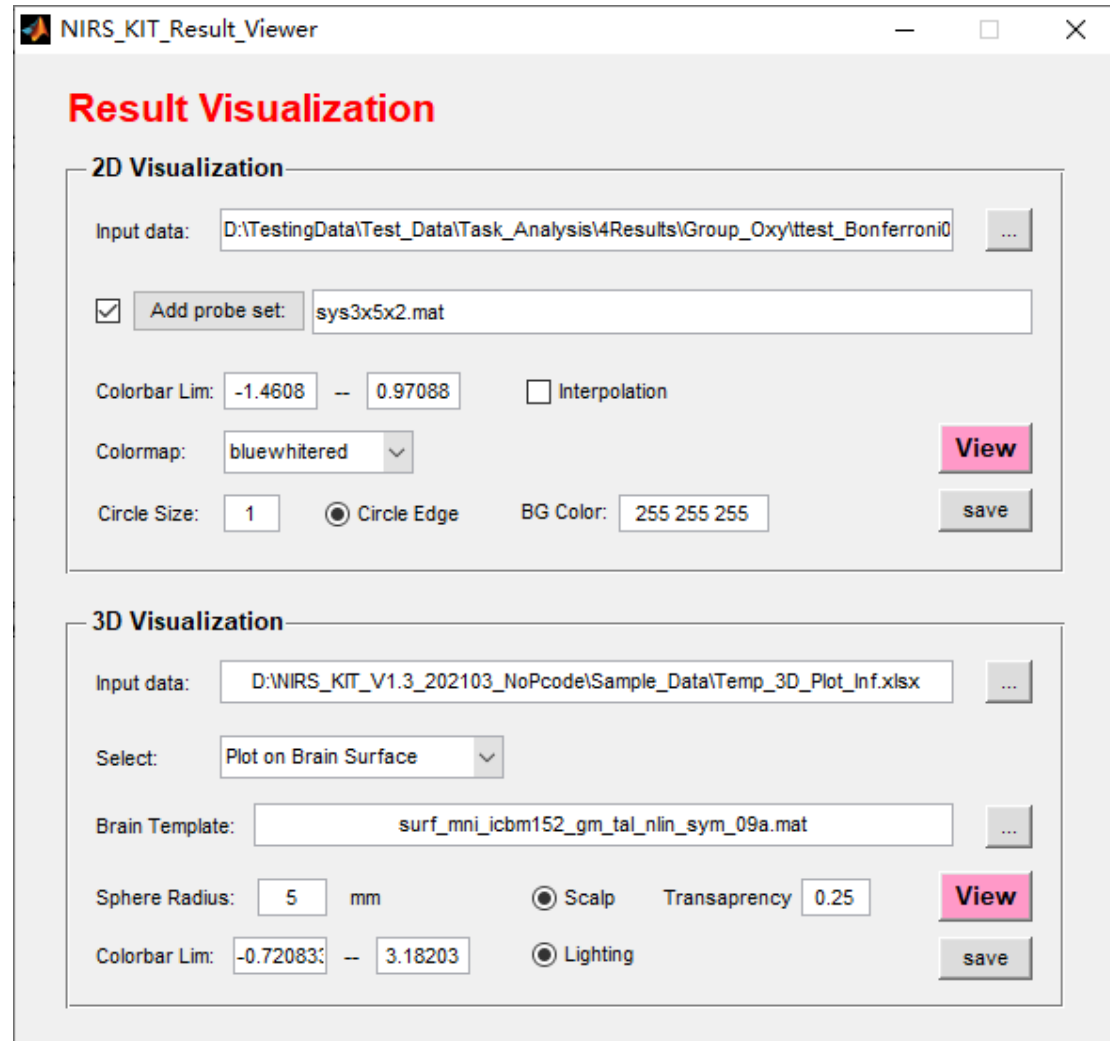 NIRS_KIT_Result_Viewer
Result Visualization
2D Visualization
Input data: D:\TestingData\Test_Data\Task_Analysis\4Results\Group_Oxy\ttest_Bonferroni0 ...
Add probe set: sys3x5x2.mat
Colorbar Lim: -1.4608 -- 0.97088 Interpolation
Colormap: bluewhitered View
Circle Size: 1 Circle Edge BG Color: 255 255 255 save
3D Visualization
Input data: D:\NIRS_KIT_V1.3_202103_NoPcode\Sample_Data\Temp_3D_Plot_Inf.xlsx ...
Select: Plot on Brain Surface
Brain Template: surf_mni_icbm152_gm_tal_nlin_sym_09a.mat ...
Sphere Radius: 5 mm Scalp Transaprency 0.25 View
Colorbar Lim: -0.720833 -- 3.18203 Lighting save